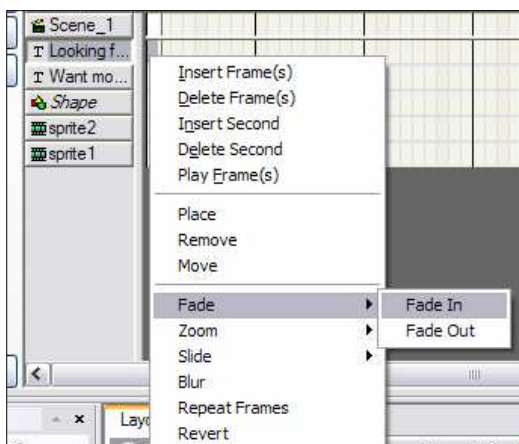 Scene_1
T Looking f...
T Want mo...
Shape
sprite2
sprite1
Insert Frame(s)
Delete Frame(s)
Insert Second
Delete Second
Play Frame(s)
Place
Remove
Move
Fade
Fade In
Zoom
Fade Out
Slide
Blur
Repeat Frames
Revert